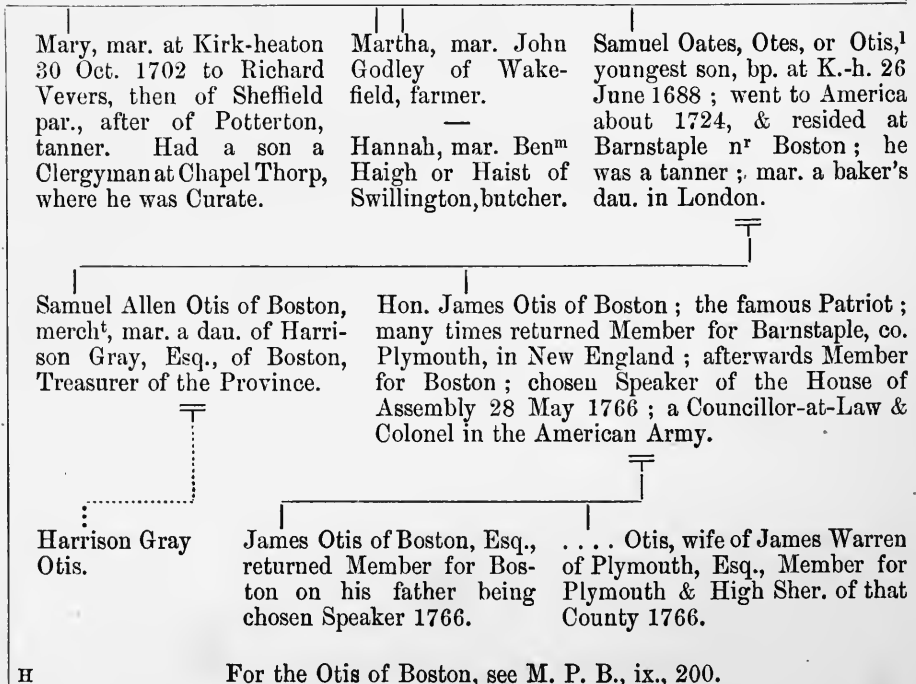 Mary, mar. at Kirk-heaton
30 Oct. 1702 to Richard
Vevers, then of Sheffield
par., after of Potterton,
tanner. Had a son a
Clergyman at Chapel Thorp,
where he was Curate.
Martha, mar. John
Godley of Wake-
field, farmer.
—
Hannah, mar. Benᵐ
Haigh or Haist of
Swillington, butcher.
Samuel Oates, Otes, or Otis,¹
youngest son, bp. at K.-h. 26
June 1688 ; went to America
about 1724, & resided at
Barnstaple nʳ Boston ; he
was a tanner ; mar. a baker's
dau. in London.
Samuel Allen Otis of Boston,
merchᵗ, mar. a dau. of Harri-
son Gray, Esq., of Boston,
Treasurer of the Province.
Hon. James Otis of Boston ; the famous Patriot ;
many times returned Member for Barnstaple, co.
Plymouth, in New England ; afterwards Member
for Boston ; chosen Speaker of the House of
Assembly 28 May 1766 ; a Councillor-at-Law &
Colonel in the American Army.
Harrison Gray
Otis.
James Otis of Boston, Esq.,
returned Member for Bos-
ton on his father being
chosen Speaker 1766.
. . . . Otis, wife of James Warren
of Plymouth, Esq., Member for
Plymouth & High Sher. of that
County 1766.
H
For the Otis of Boston, see M. P. B., ix., 200.